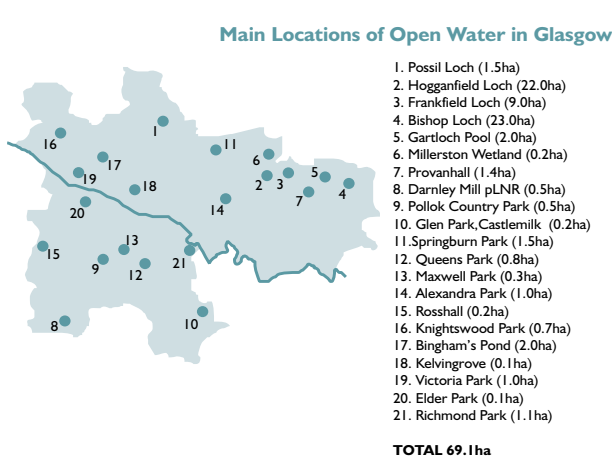 Main Locations of Open Water in Glasgow
1. Possil Loch (1.5ha)
2. Hogganfield Loch (22.0ha)
3. Frankfield Loch (9.0ha)
4. Bishop Loch (23.0ha)
5. Gartloch Pool (2.0ha)
6. Millerston Wetland (0.2ha)
7. Provanhall (1.4ha)
8. Darnley Mill pLNR (0.5ha)
9. Pollok Country Park (0.5ha)
10. Glen Park,Castlemilk (0.2ha)
11.Springburn Park (1.5ha)
12. Queens Park (0.8ha)
13. Maxwell Park (0.3ha)
14. Alexandra Park (1.0ha)
15. Rosshall (0.2ha)
16. Knightswood Park (0.7ha)
17. Bingham's Pond (2.0ha)
18. Kelvingrove (0.1ha)
19. Victoria Park (1.0ha)
20. Elder Park (0.1ha)
21. Richmond Park (1.1ha)
TOTAL 69.1ha
1
16
11
17
6
19
2
3
5
18
7
4
14
20
13
15
9
12
21
8
10